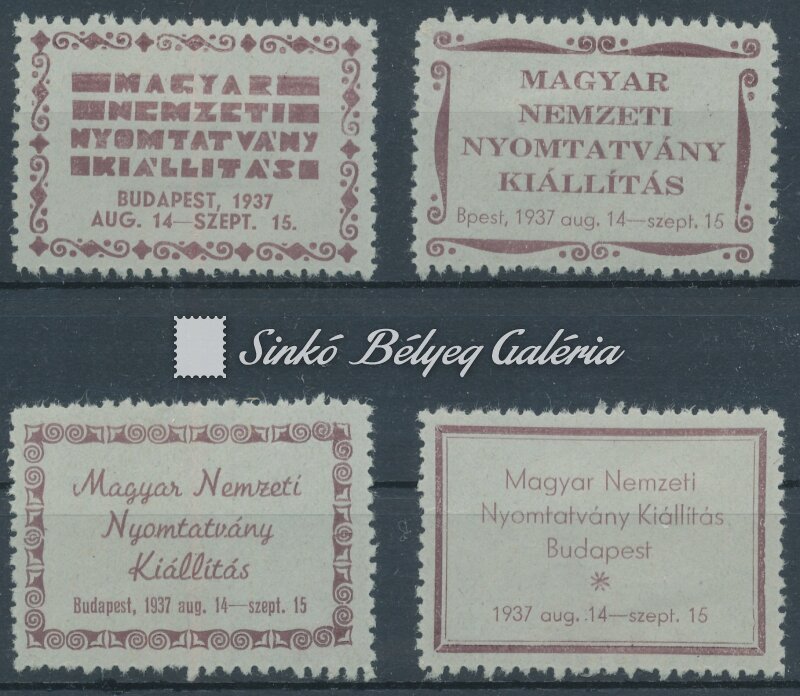 MAGYAR
NEMZETI
NYOMTATVÁNY
KIÁLLITÁS
BUDAPEST, 1937
AUG. 14—SZEPT. 15.
MAGYAR
NEMZETI
NYOMTATVÁNY
KIÁLLÍTÁS
Bpest, 1937 aug. 14—szept. 15
Sinkó Bélyeg Galéria
Magyar Nemzeti
Nyomtatvány
Kiállítás
Budapest, 1937 aug. 14—szept. 15
Magyar Nemzeti
Nyomtatvány Kiállítás
Budapest
*
1937 aug. 14—szept. 15